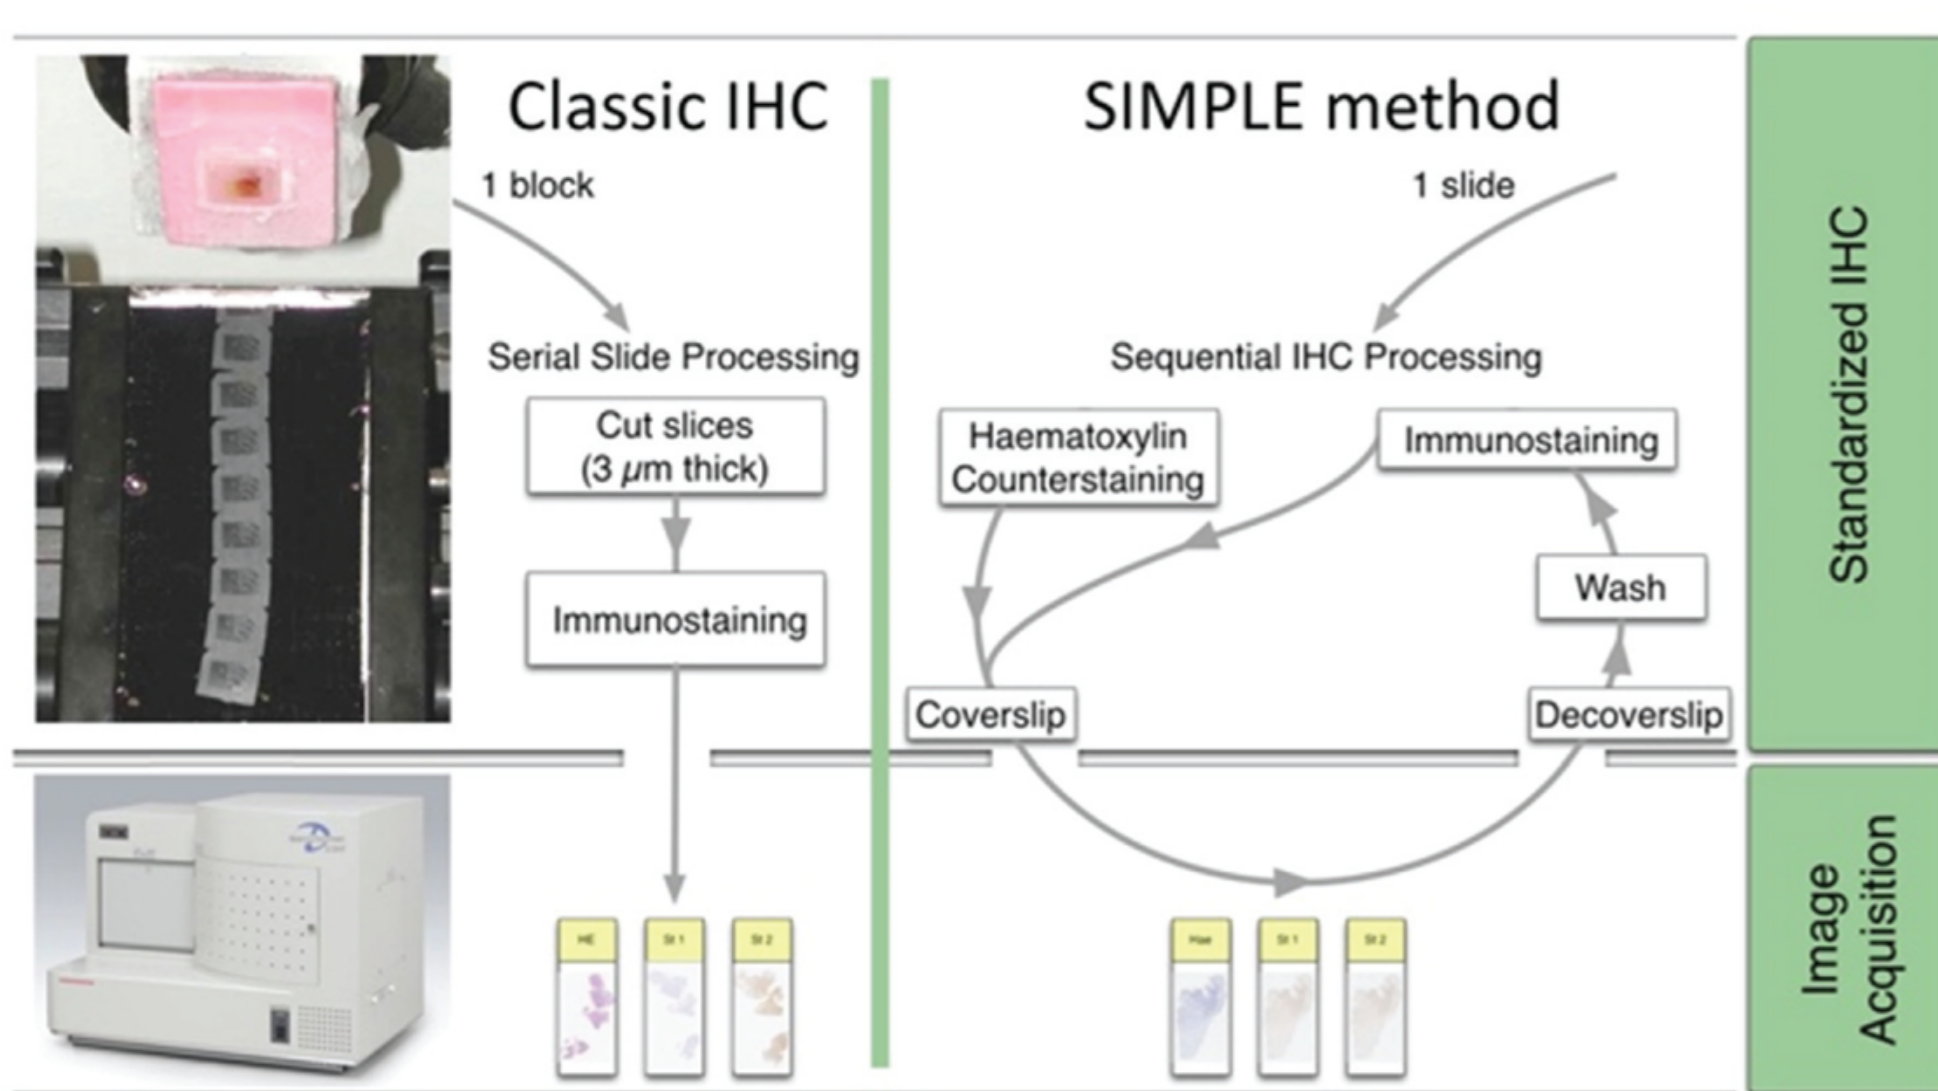 Classic IHC
1 block
Serial Slide Processing
Cut slices
(3 μm thick)
Immunostaining
HE
St 1
St 2
SIMPLE method
1 slide
Sequential IHC Processing
Haematoxylin
Counterstaining
Immunostaining
Wash
Coverslip
Decoverslip
Hae
St 1
St 2
Standardized IHC
Image
Acquisition